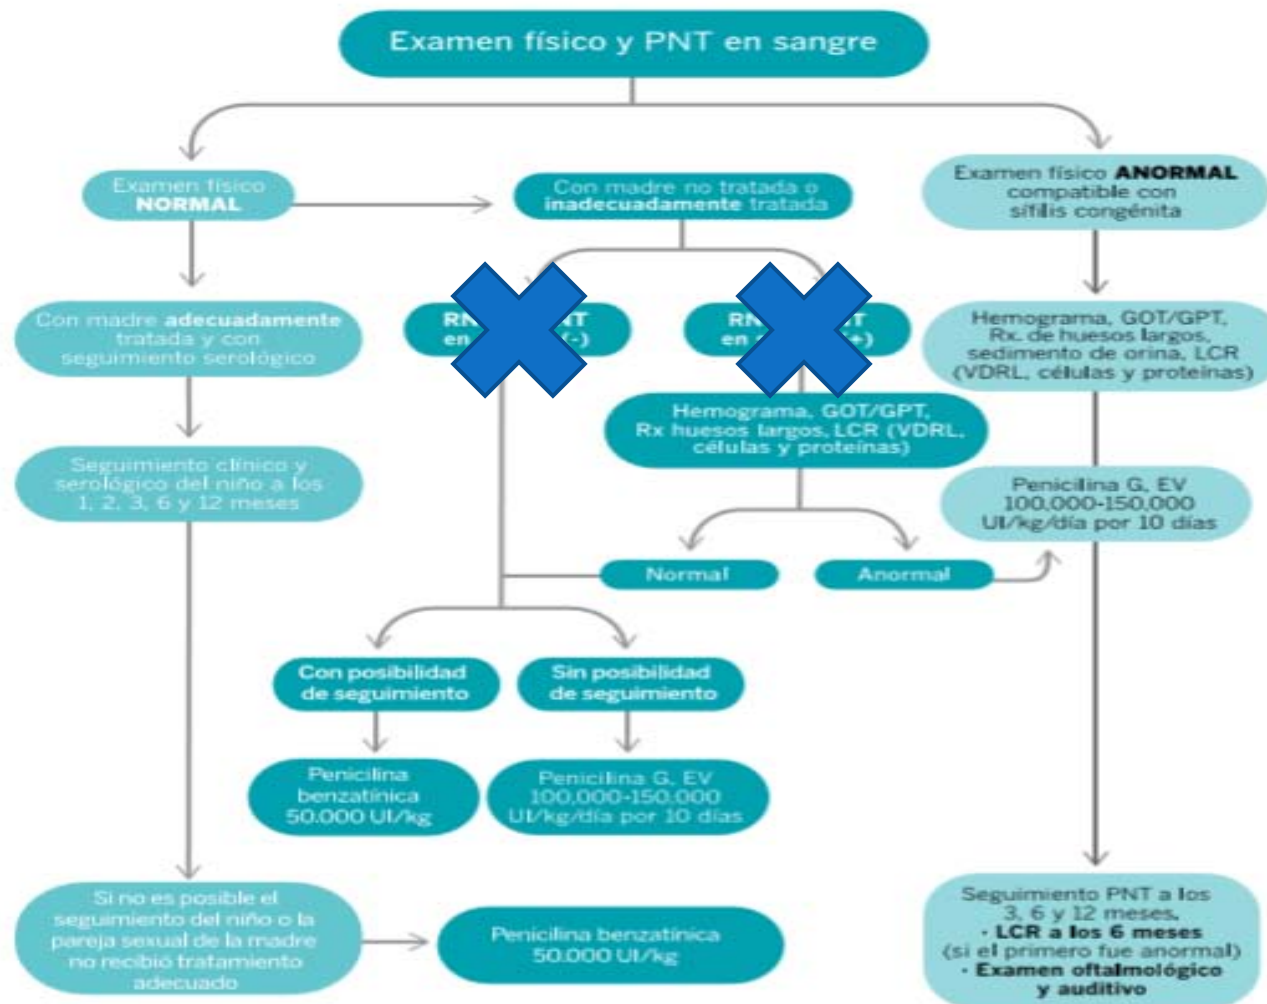 Examen físico y PNT en sangre
Examen físico
NORMAL
Con madre no tratada o
inadecuadamente tratada
Examen físico ANORMAL
compatible con
sífilis congénita
Con madre adecuadamente
tratada y con
seguimiento serológico
en (-)
en +)
Hemograma, GOT/GPT,
Rx. de huesos largos,
sedimento de orina, LCR
(VDRL, células y proteínas)
Hemograma, GOT/GPT,
Rx huesos largos, LCR (VDRL,
células y proteínas)
Seguimiento clínico y
serológico del niño a los
1, 2, 3, 6 y 12 meses
Penicilina G, EV
100.000-150.000
UI/kg/día por 10 días
Normal
Anormal
Con posibilidad
de seguimiento
Sin posibilidad
de seguimiento
Penicilina
benzatínica
50.000 UI/kg
Penicilina G, EV
100,000-150.000
UI/kg/día por 10 días
Si no es posible el
seguimiento del niño o la
pareja sexual de la madre
no recibió tratamiento
adecuado
Penicilina benzatínica
50.000 UI/kg
Seguimiento PNT a los
3, 6 y 12 meses.
· LCR a los 6 meses
(si el primero fue anormal)
· Examen oftalmológico
y auditivo